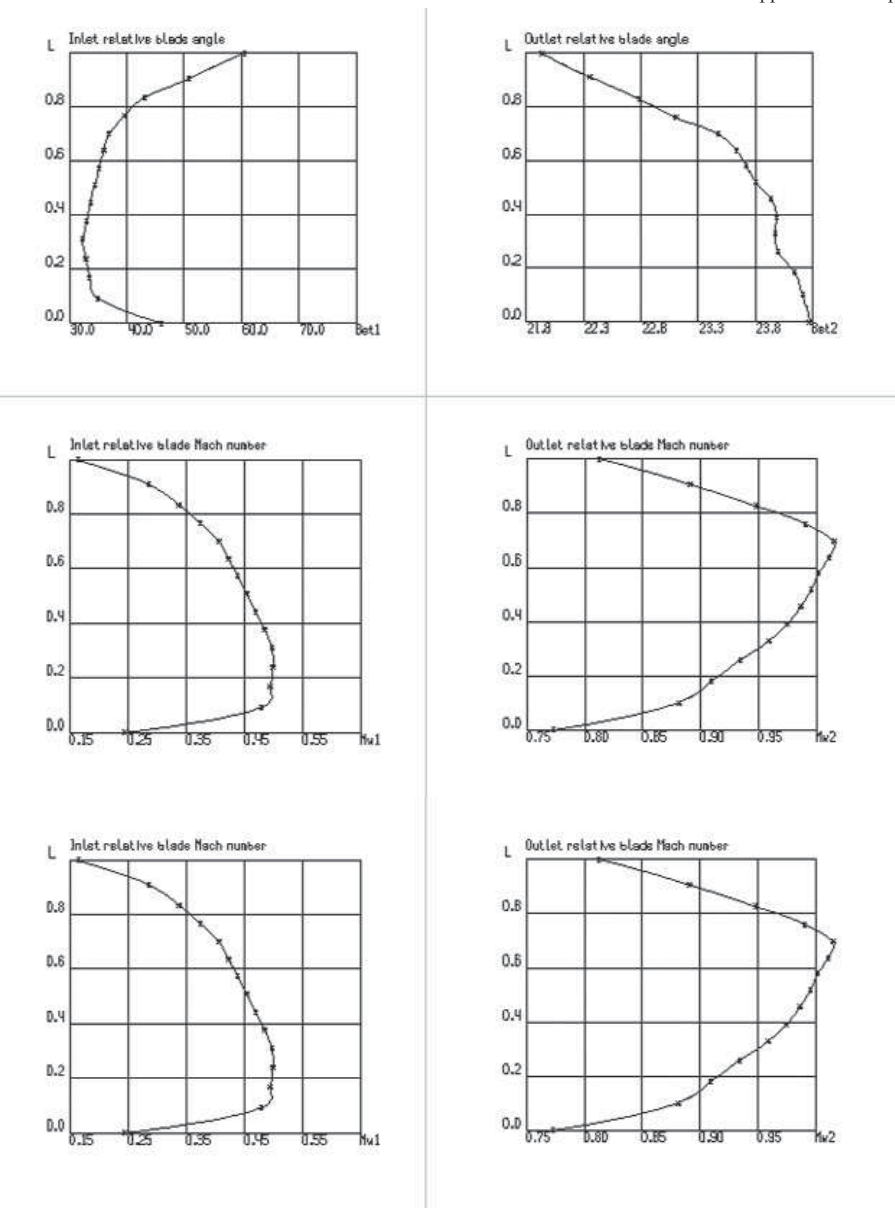 L Inlet relative blade angle
0.8
0.6
0.4
0.2
0.0
30.0 40.0 50.0 60.0 70.0 Bet1
L Outlet relative blade angle
0.8
0.6
0.4
0.2
0.0
21.8 22.3 22.8 23.3 23.8 Bet2
L Inlet relative blade Mach number
0.8
0.6
0.4
0.2
0.0
0.15 0.25 0.35 0.45 0.55 Mw1
L Outlet relative blade Mach number
0.8
0.6
0.4
0.2
0.0
0.75 0.80 0.85 0.90 0.95 Mw2
L Inlet relative blade Mach number
0.8
0.6
0.4
0.2
0.0
0.15 0.25 0.35 0.45 0.55 Mw1
L Outlet relative blade Mach number
0.8
0.6
0.4
0.2
0.0
0.75 0.80 0.85 0.90 0.95 Mw2